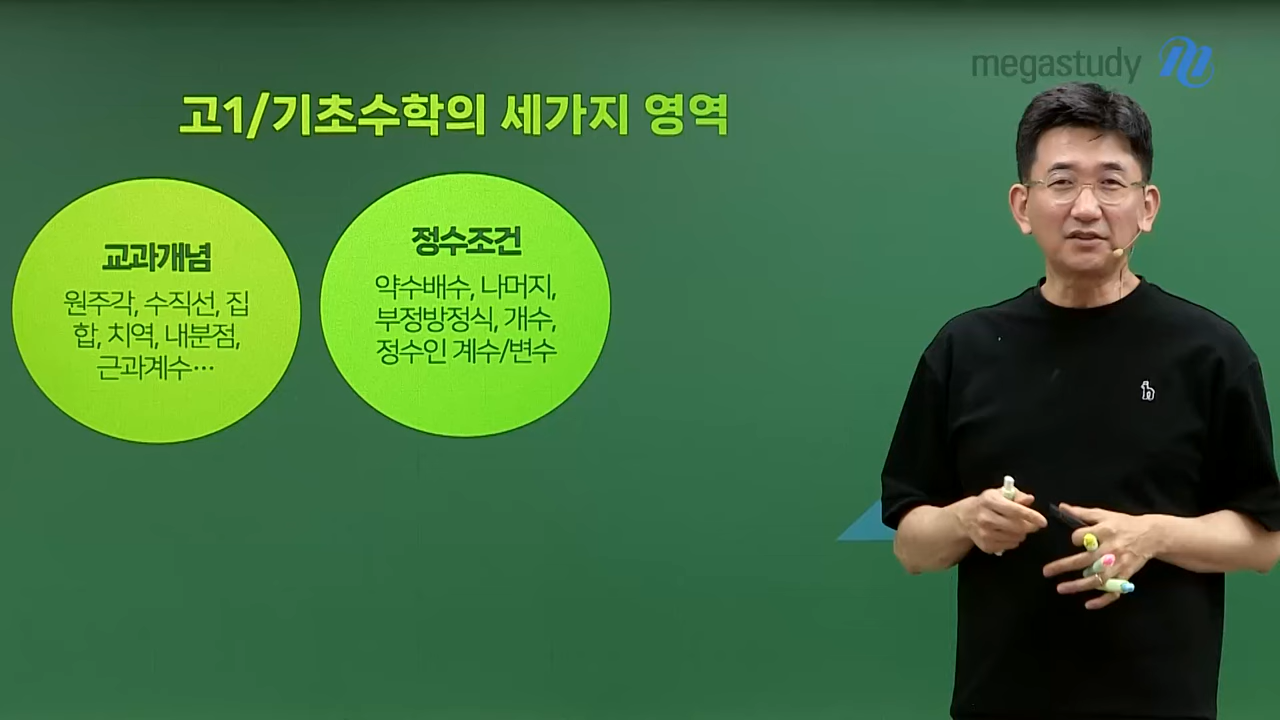 megastudy
고1/기초수학의 세가지 영역
교과개념
원주각, 수직선, 집
합, 치역, 내분점,
근과계수…
정수조건
약수배수, 나머지,
부정방정식, 개수,
정수인 계수/변수